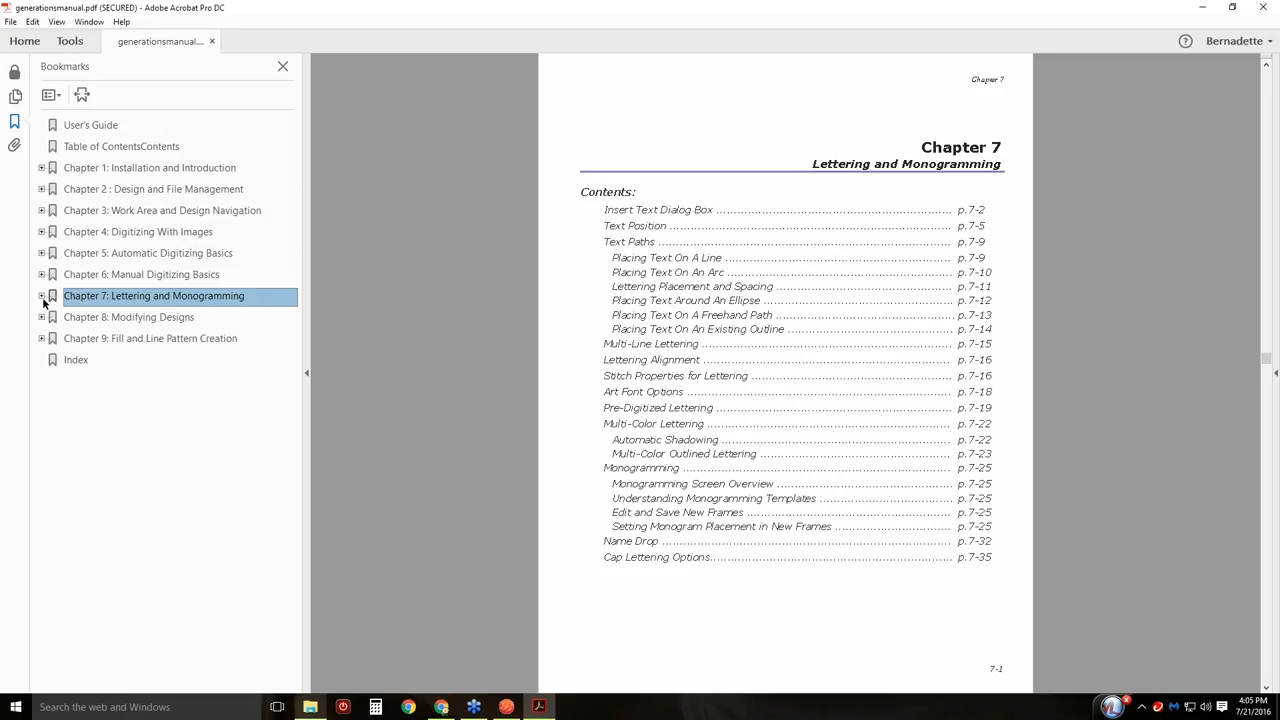 generationsmanual.pdf (SECURED) - Adobe Acrobat Pro DC
File Edit View Window Help
Home Tools generationsmanual.... × Bernadette
Bookmarks
User's Guide
Table of ContentsContents
Chapter 1: Installation and Introduction
Chapter 2 : Design and File Management
Chapter 3: Work Area and Design Navigation
Chapter 4: Digitizing With Images
Chapter 5: Automatic Digitizing Basics
Chapter 6: Manual Digitizing Basics
Chapter 7: Lettering and Monogramming
Chapter 8: Modifying Designs
Chapter 9: Fill and Line Pattern Creation
Index
Chapter 7
Chapter 7
Lettering and Monogramming
Contents:
Insert Text Dialog Box ........................................................ p.7-2
Text Position ..................................................................... p.7-5
Text Paths ........................................................................ p.7-9
Placing Text On A Line ..................................................... p.7-9
Placing Text On An Arc ..................................................... p.7-10
Lettering Placement and Spacing ......................................... p.7-11
Placing Text Around An Ellipse ............................................ p.7-12
Placing Text On A Freehand Path ......................................... p.7-13
Placing Text On An Existing Outline ...................................... p.7-14
Multi-Line Lettering ............................................................ p.7-15
Lettering Alignment ............................................................ p.7-16
Stitch Properties for Lettering ............................................... p.7-16
Art Font Options ................................................................ p.7-18
Pre-Digitized Lettering ......................................................... p.7-19
Multi-Color Lettering ........................................................... p.7-22
Automatic Shadowing ....................................................... p.7-22
Multi-Color Outlined Lettering ............................................. p.7-23
Monogramming .................................................................. p.7-25
Monogramming Screen Overview ......................................... p.7-25
Understanding Monogramming Templates ............................... p.7-25
Edit and Save New Frames ................................................ p.7-25
Setting Monogram Placement in New Frames .......................... p.7-25
Name Drop ....................................................................... p.7-32
Cap Lettering Options.......................................................... p.7-35
7-1
Search the web and Windows
4:05 PM
7/21/2016